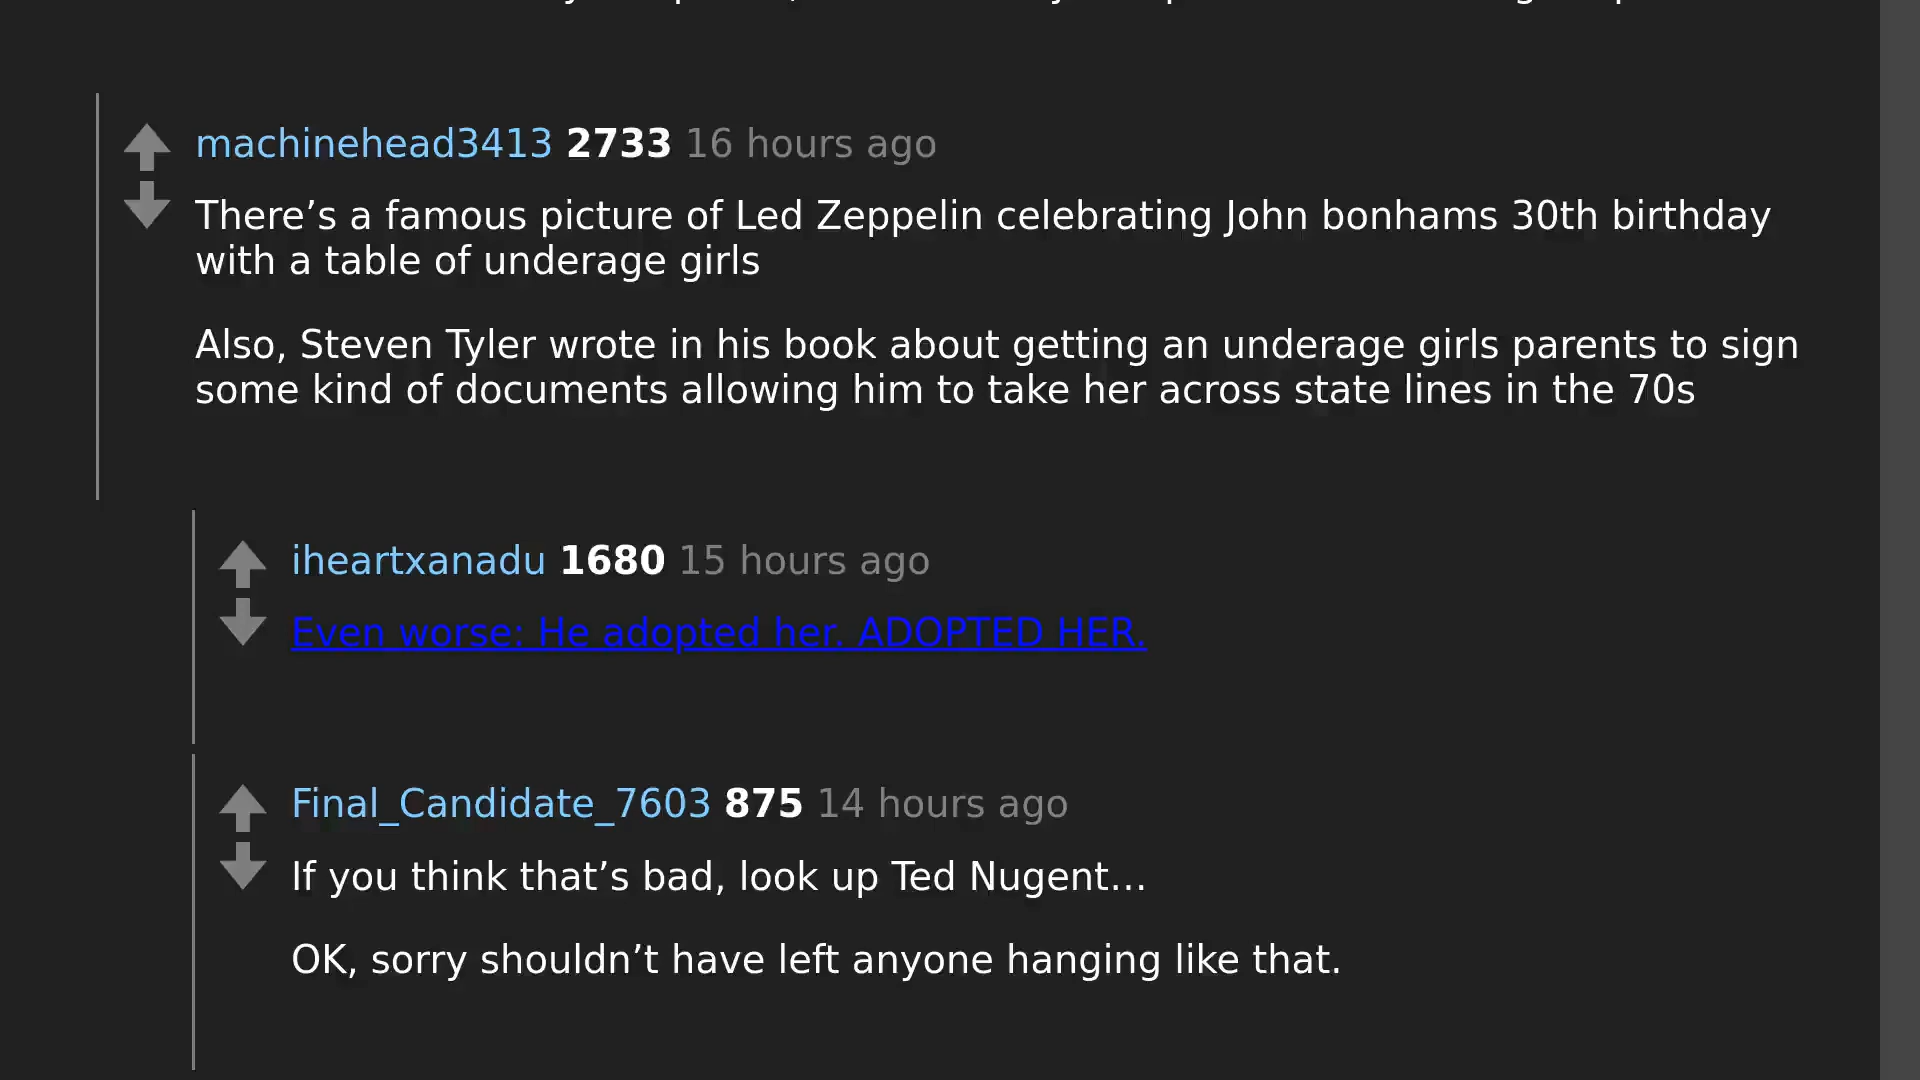 machinehead3413 2733 16 hours ago
There’s a famous picture of Led Zeppelin celebrating John bonhams 30th birthday
with a table of underage girls
Also, Steven Tyler wrote in his book about getting an underage girls parents to sign
some kind of documents allowing him to take her across state lines in the 70s
iheartxanadu 1680 15 hours ago
Even worse: He adopted her. ADOPTED HER.
Final_Candidate_7603 875 14 hours ago
If you think that’s bad, look up Ted Nugent…
OK, sorry shouldn’t have left anyone hanging like that.